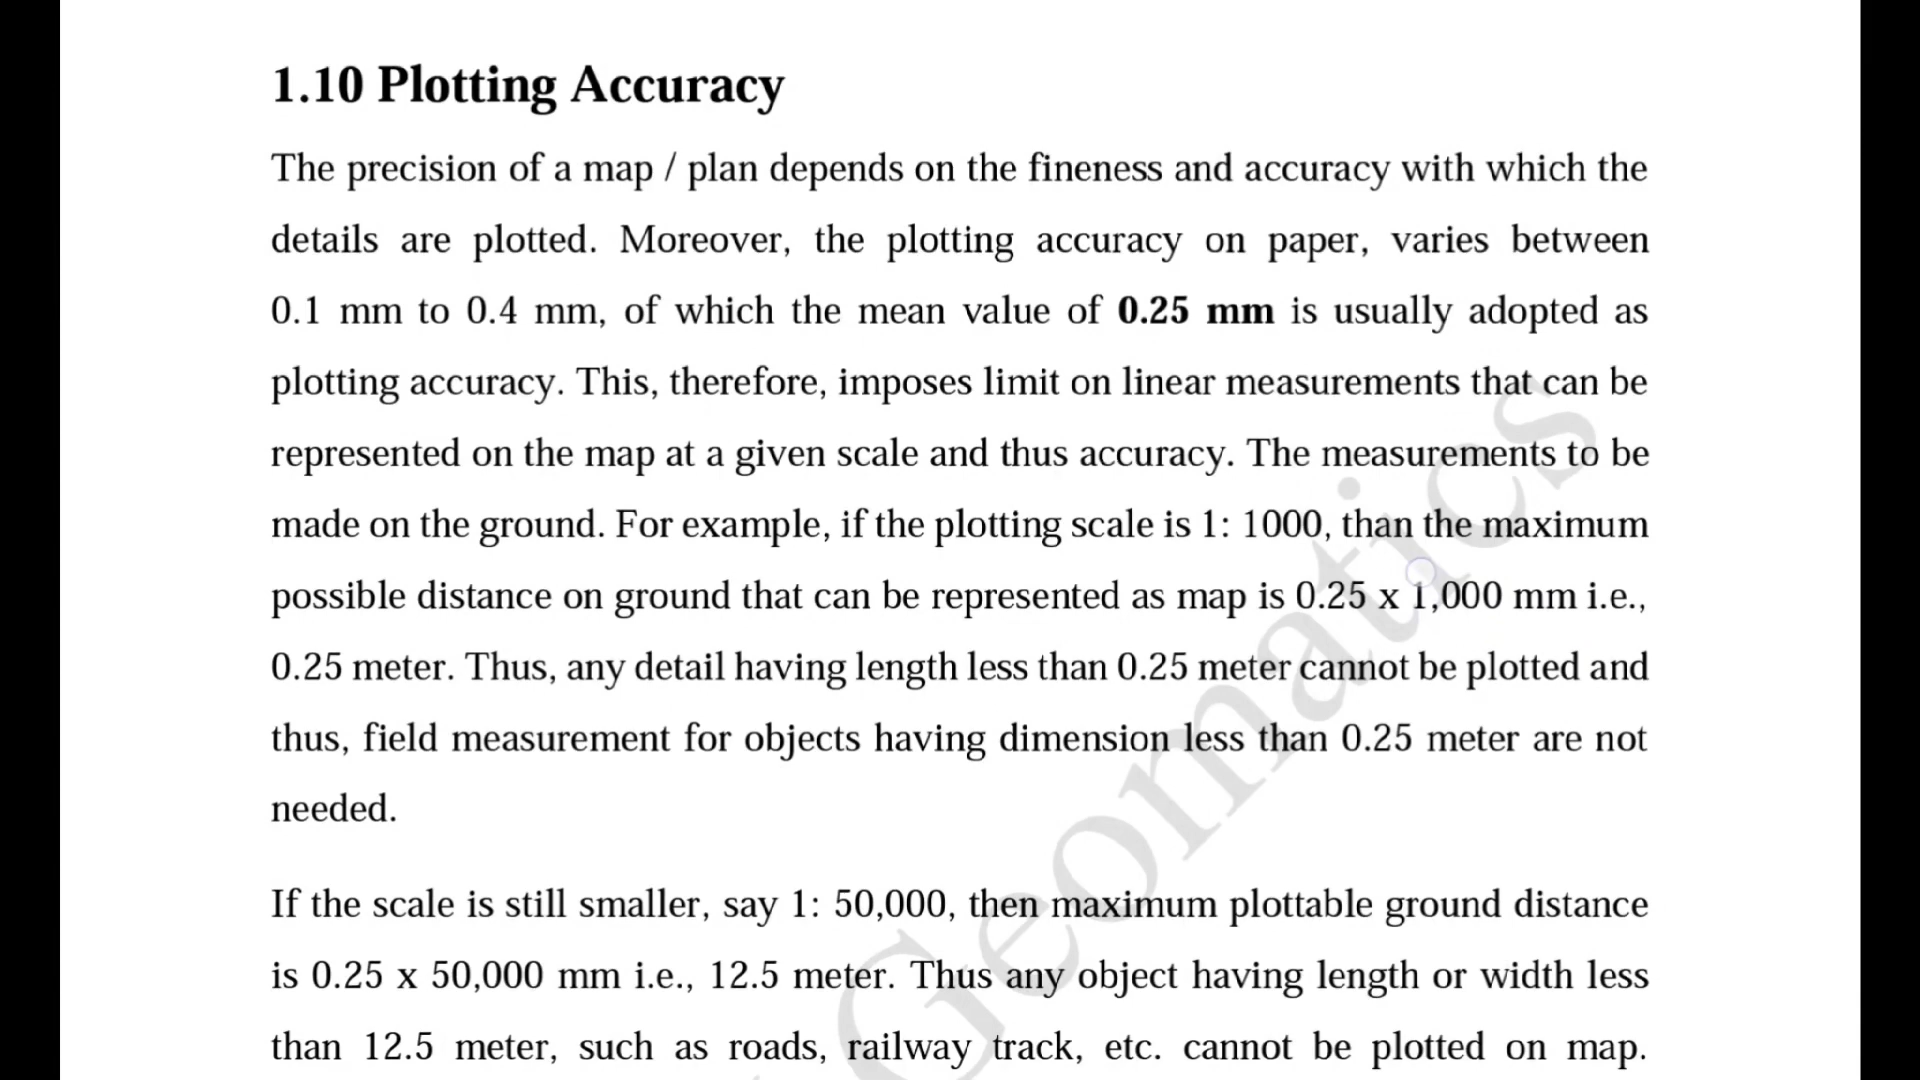 1.10 Plotting Accuracy
The precision of a map / plan depends on the fineness and accuracy with which the
details are plotted. Moreover, the plotting accuracy on paper, varies between
0.1 mm to 0.4 mm, of which the mean value of 0.25 mm is usually adopted as
plotting accuracy. This, therefore, imposes limit on linear measurements that can be
represented on the map at a given scale and thus accuracy. The measurements to be
made on the ground. For example, if the plotting scale is 1: 1000, than the maximum
possible distance on ground that can be represented as map is 0.25 x 1,000 mm i.e.,
0.25 meter. Thus, any detail having length less than 0.25 meter cannot be plotted and
thus, field measurement for objects having dimension less than 0.25 meter are not
needed.
If the scale is still smaller, say 1: 50,000, then maximum plottable ground distance
is 0.25 x 50,000 mm i.e., 12.5 meter. Thus any object having length or width less
than 12.5 meter, such as roads, railway track, etc. cannot be plotted on map.
Geomatics